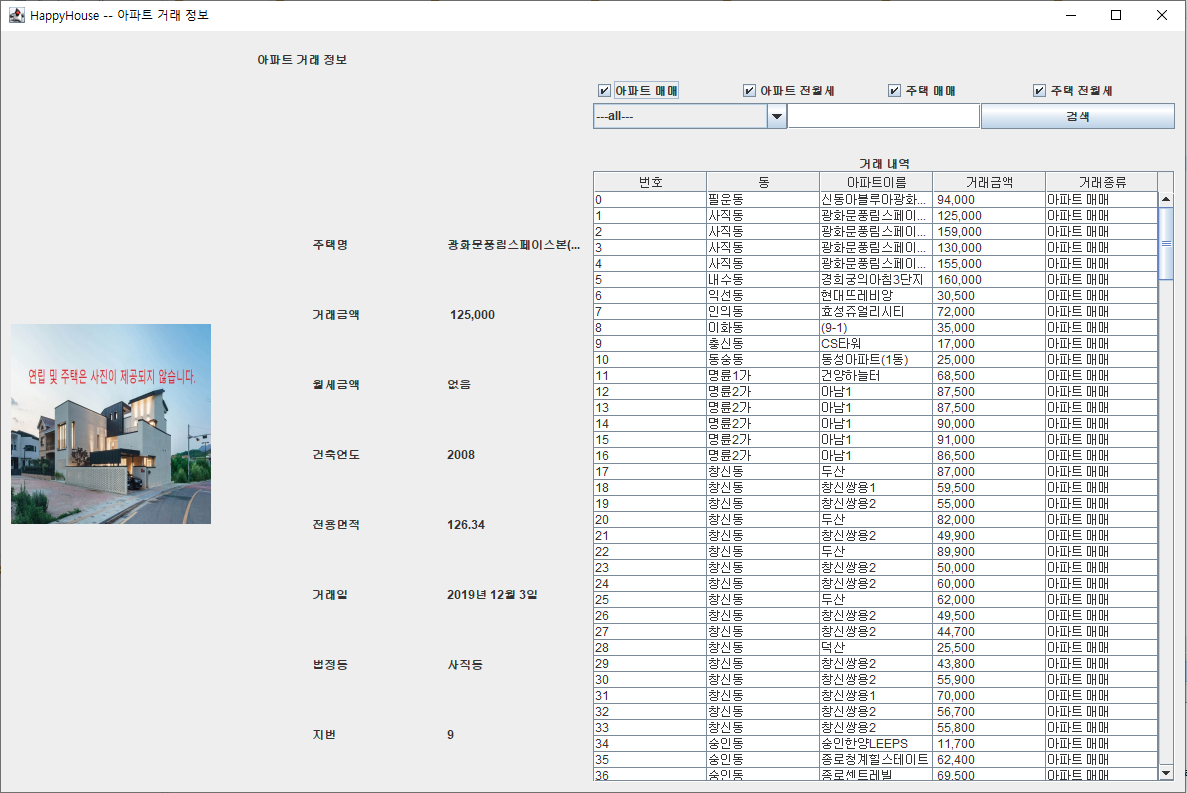 HappyHouse -- 아파트 거래 정보
아파트 거래 정보
아파트 매매 아파트 전월세 주택 매매 주택 전월세
---all--- 검색
연립 및 주택은 사진이 제공되지 않습니다.
주택명 광화문풍림스페이스본(...
거래금액 125,000
월세금액 없음
건축연도 2008
전용면적 126.34
거래일 2019년 12월 3일
법정동 사직동
지번 9
거래 내역
번호 동 아파트이름 거래금액 거래종류
0 필운동 신동아블루아광화... 94,000 아파트 매매
1 사직동 광화문풍림스페이... 125,000 아파트 매매
2 사직동 광화문풍림스페이... 159,000 아파트 매매
3 사직동 광화문풍림스페이... 130,000 아파트 매매
4 사직동 광화문풍림스페이... 155,000 아파트 매매
5 내수동 경희궁의아침3단지 160,000 아파트 매매
6 익선동 현대뜨레비앙 30,500 아파트 매매
7 인의동 효성쥬얼리시티 72,000 아파트 매매
8 이화동 (9-1) 35,000 아파트 매매
9 충신동 CS타워 17,000 아파트 매매
10 동숭동 동성아파트(1동) 25,000 아파트 매매
11 명륜1가 건양하늘터 68,500 아파트 매매
12 명륜2가 아남1 87,500 아파트 매매
13 명륜2가 아남1 87,500 아파트 매매
14 명륜2가 아남1 90,000 아파트 매매
15 명륜2가 아남1 91,000 아파트 매매
16 명륜2가 아남1 86,500 아파트 매매
17 창신동 두산 87,000 아파트 매매
18 창신동 창신쌍용1 59,500 아파트 매매
19 창신동 창신쌍용2 55,000 아파트 매매
20 창신동 두산 82,000 아파트 매매
21 창신동 창신쌍용2 49,900 아파트 매매
22 창신동 두산 89,900 아파트 매매
23 창신동 창신쌍용2 50,000 아파트 매매
24 창신동 창신쌍용2 60,000 아파트 매매
25 창신동 두산 62,000 아파트 매매
26 창신동 창신쌍용2 49,500 아파트 매매
27 창신동 창신쌍용2 44,700 아파트 매매
28 창신동 덕산 25,500 아파트 매매
29 창신동 창신쌍용2 43,800 아파트 매매
30 창신동 창신쌍용2 55,900 아파트 매매
31 창신동 창신쌍용1 70,000 아파트 매매
32 창신동 창신쌍용2 56,700 아파트 매매
33 창신동 창신쌍용2 55,800 아파트 매매
34 숭인동 숭인한양LEEPS 11,700 아파트 매매
35 숭인동 종로청계힐스테이트 62,400 아파트 매매
36 숭인동 종로센트레빌 69,500 아파트 매매